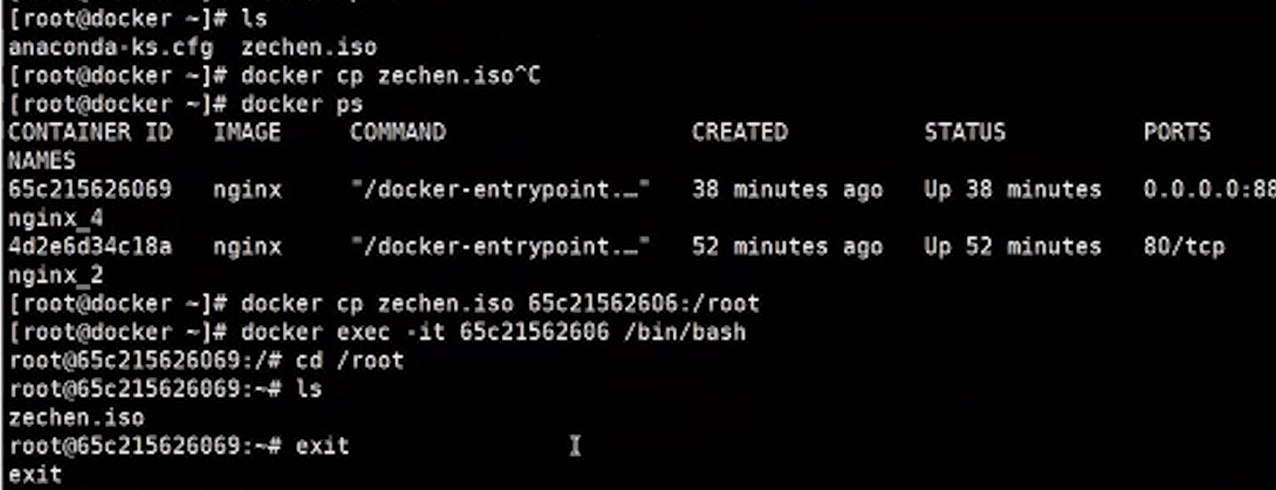 [root@docker ~]# ls
anaconda-ks.cfg  zechen.iso
[root@docker ~]# docker cp zechen.iso^C
[root@docker ~]# docker ps
CONTAINER ID   IMAGE     COMMAND                  CREATED          STATUS          PORTS
NAMES
65c215626069   nginx     "/docker-entrypoint.…"   38 minutes ago   Up 38 minutes   0.0.0.0:88
nginx_4
4d2e6d34c18a   nginx     "/docker-entrypoint.…"   52 minutes ago   Up 52 minutes   80/tcp
nginx_2
[root@docker ~]# docker cp zechen.iso 65c21562606:/root
[root@docker ~]# docker exec -it 65c21562606 /bin/bash
root@65c215626069:/# cd /root
root@65c215626069:~# ls
zechen.iso
root@65c215626069:~# exit
exit